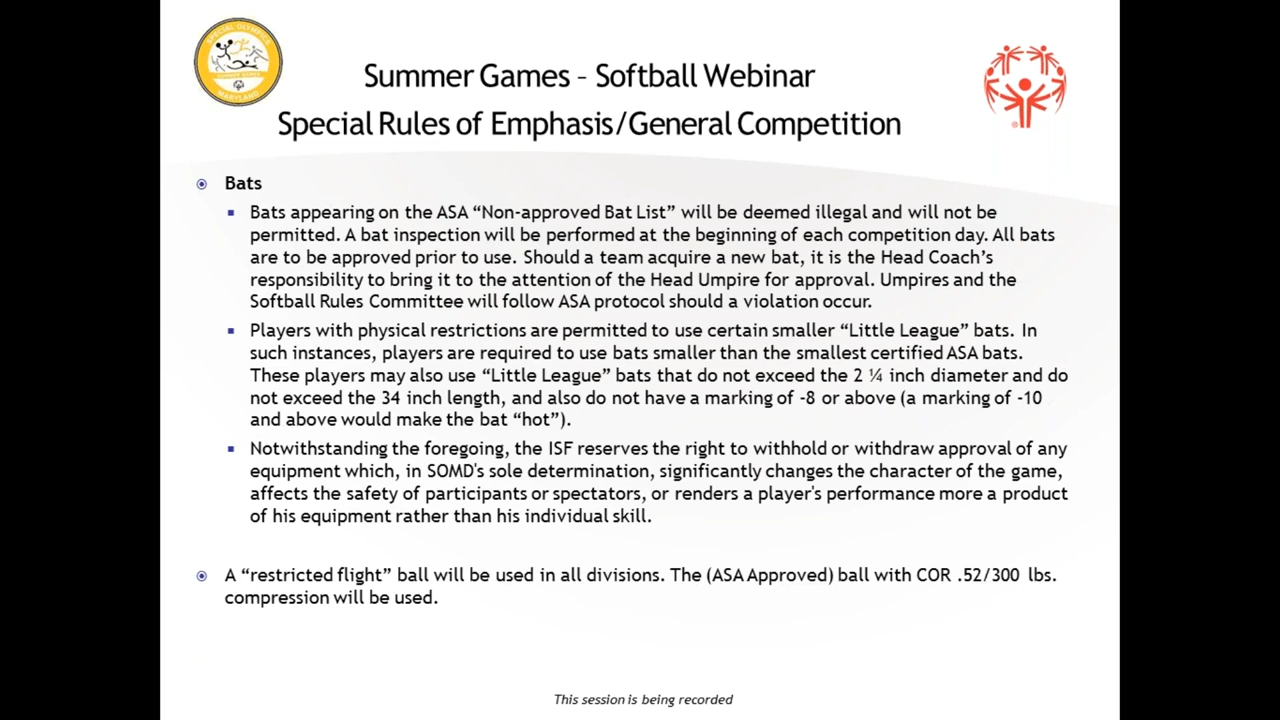 SPECIAL OLYMPICS
SUMMER GAMES
MARYLAND
Summer Games – Softball Webinar
Special Rules of Emphasis/General Competition
Bats
Bats appearing on the ASA “Non-approved Bat List” will be deemed illegal and will not be
permitted. A bat inspection will be performed at the beginning of each competition day. All bats
are to be approved prior to use. Should a team acquire a new bat, it is the Head Coach’s
responsibility to bring it to the attention of the Head Umpire for approval. Umpires and the
Softball Rules Committee will follow ASA protocol should a violation occur.
Players with physical restrictions are permitted to use certain smaller “Little League” bats. In
such instances, players are required to use bats smaller than the smallest certified ASA bats.
These players may also use “Little League” bats that do not exceed the 2 ¼ inch diameter and do
not exceed the 34 inch length, and also do not have a marking of -8 or above (a marking of -10
and above would make the bat “hot”).
Notwithstanding the foregoing, the ISF reserves the right to withhold or withdraw approval of any
equipment which, in SOMD's sole determination, significantly changes the character of the game,
affects the safety of participants or spectators, or renders a player's performance more a product
of his equipment rather than his individual skill.
A “restricted flight” ball will be used in all divisions. The (ASA Approved) ball with COR .52/300 lbs.
compression will be used.
This session is being recorded